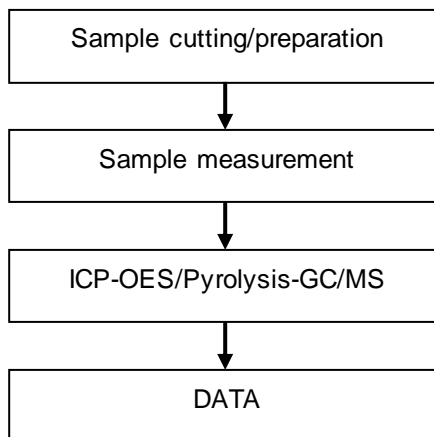 Sample cutting/preparation
Sample measurement
ICP-OES/Pyrolysis-GC/MS
DATA